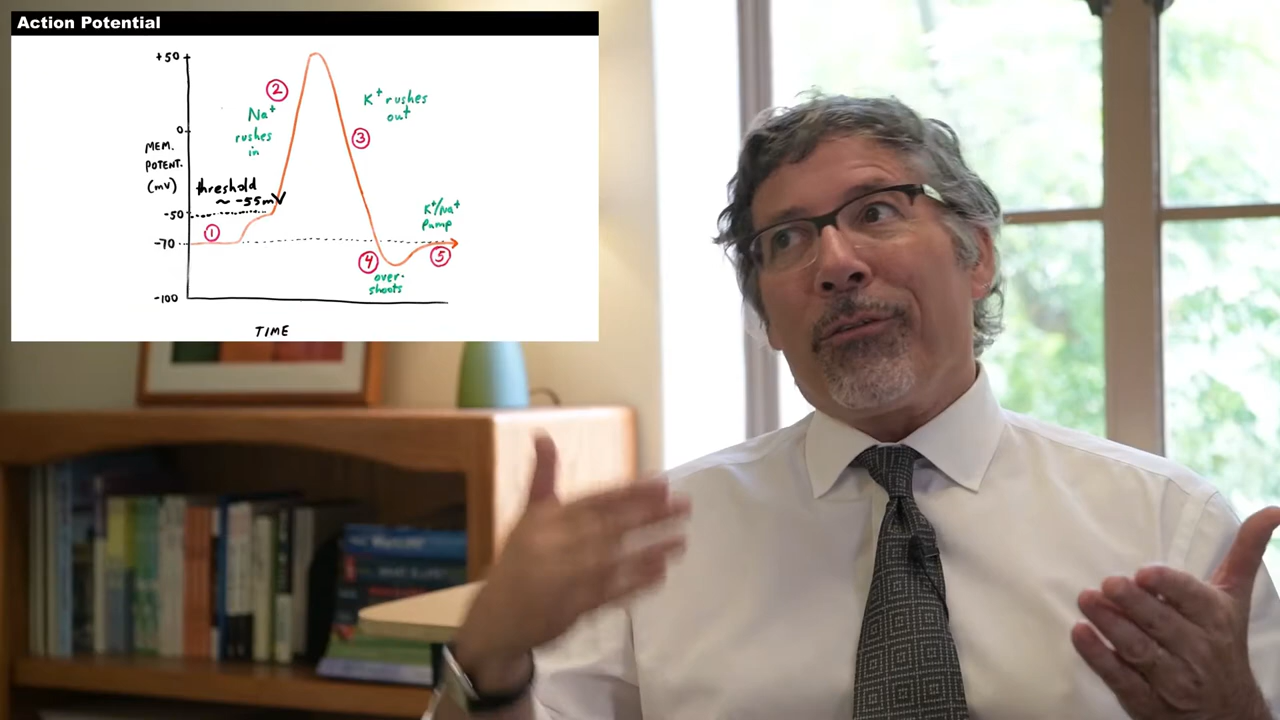 Action Potential
+50
2
Na+
rushes
in
K+ rushes
out
3
0
MEM.
POTENT.
(mV)
threshold
~ -55mV
-50
1
-70
K+/Na+
Pump
4
5
over-
shoots
-100
TIME